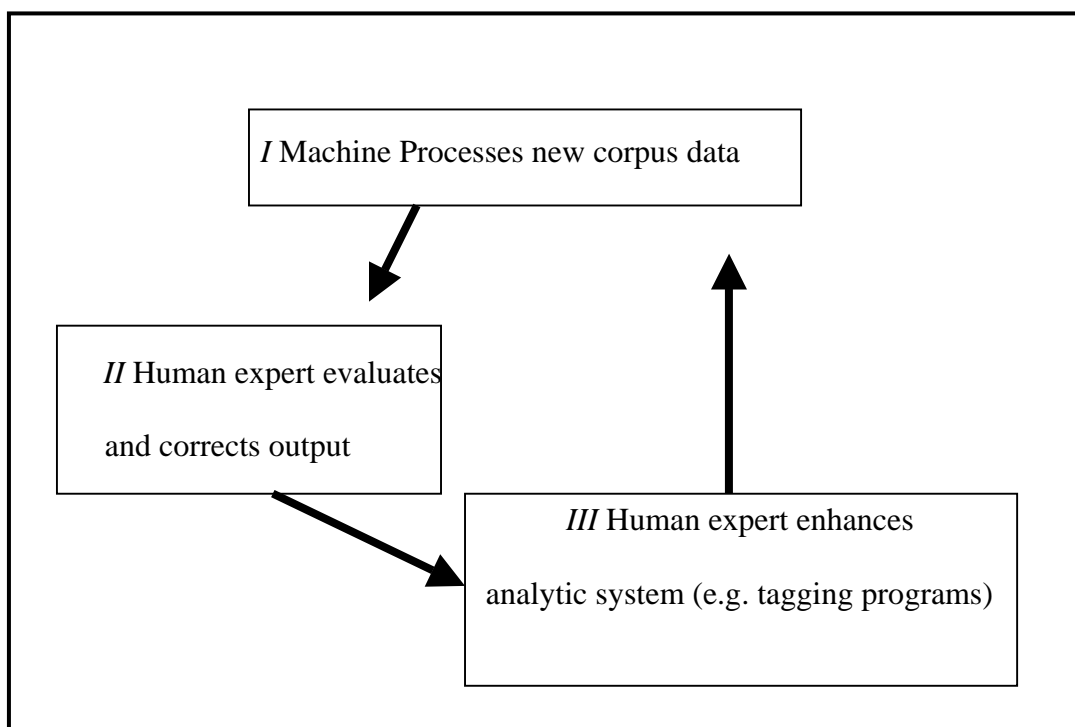 I Machine Processes new corpus data
II Human expert evaluates
and corrects output
III Human expert enhances
analytic system (e.g. tagging programs)